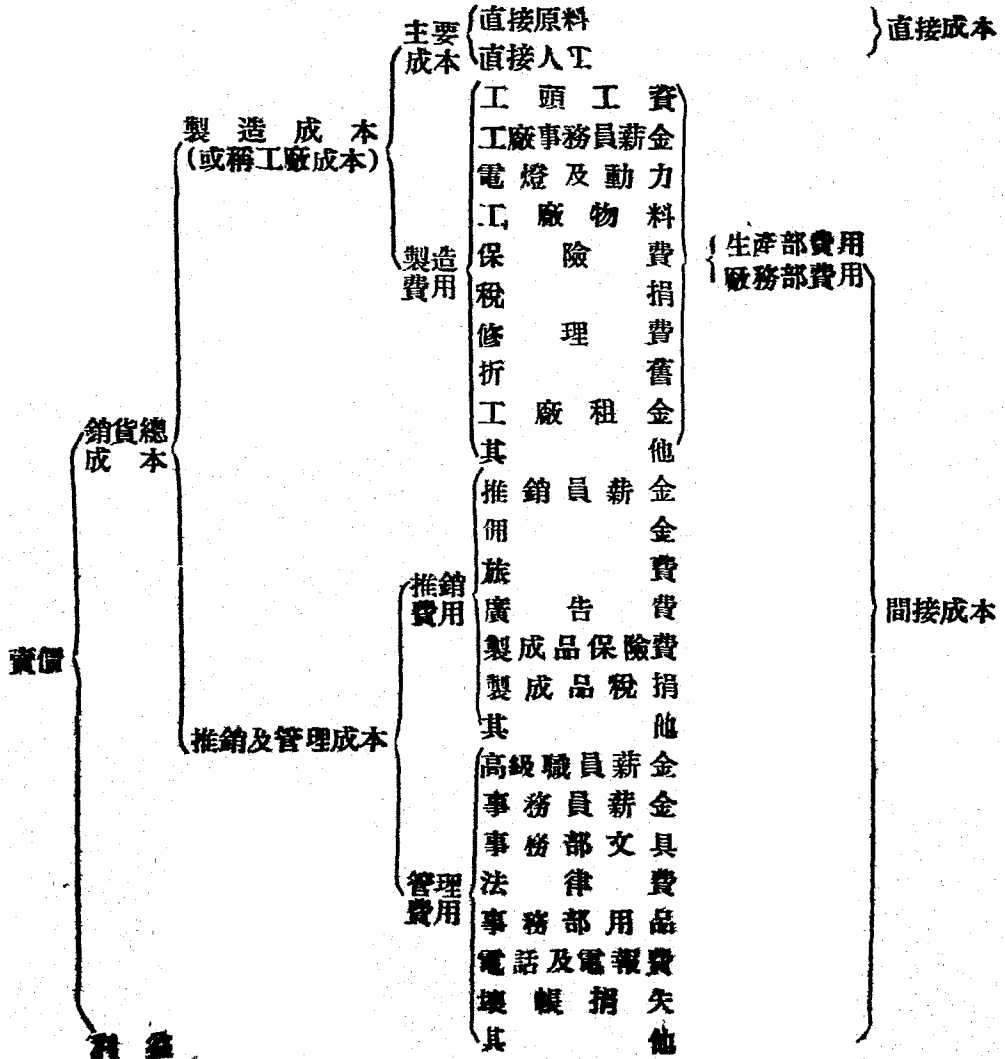 賣價
銷貨總
成本
利益
製造成本
(或稱工廠成本)
推銷及管理成本
主要
成本
直接原料
直接人工
製造
費用
工頭工資
工廠事務員薪金
電燈及動力
工廠物料
保險費
稅捐
修理費
折舊
工廠租金
其他
推銷
費用
推銷員薪金
佣金
旅費
廣告費
製成品保險費
製成品稅捐
其他
管理
費用
高級職員薪金
事務員薪金
事務部文具
法律費
事務部用品
電話及電報費
壞帳損失
其他
生產部費用
廠務部費用
直接成本
間接成本